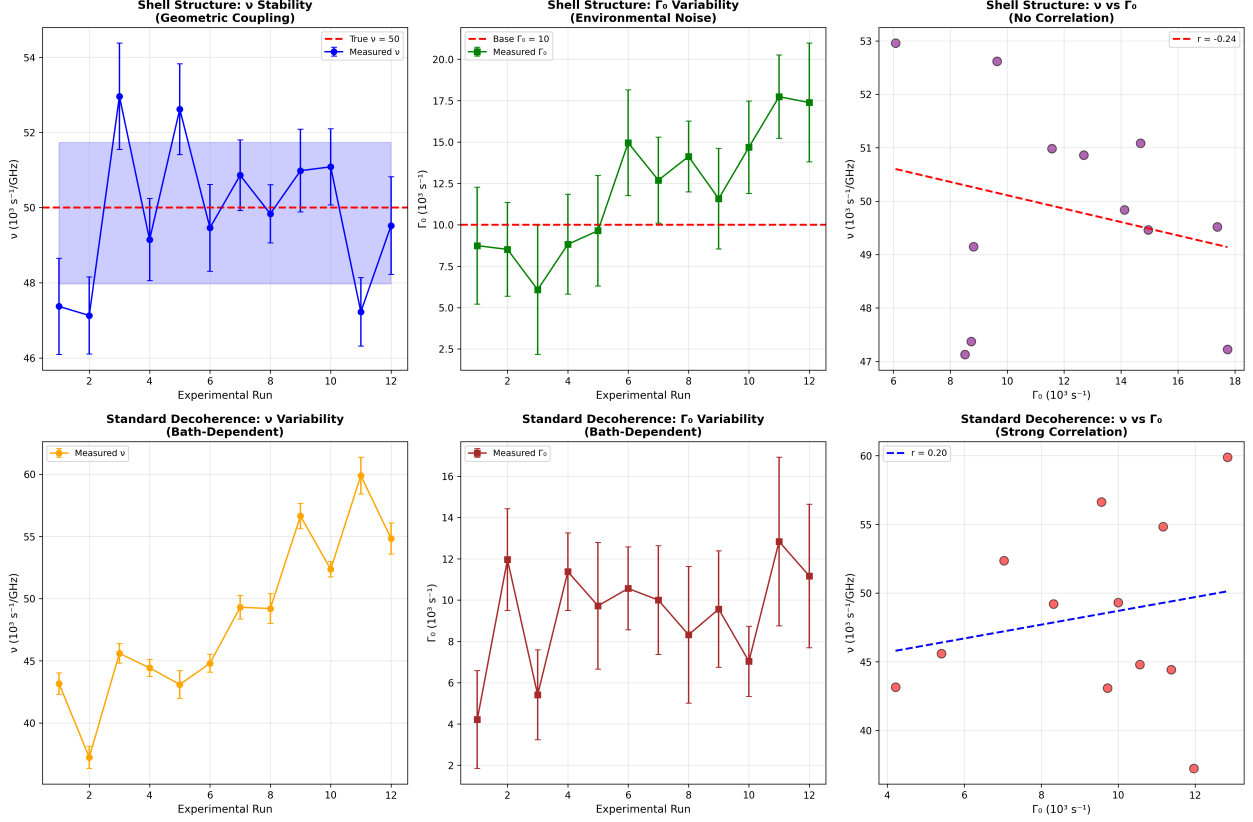 Shell Structure: ν Stability
(Geometric Coupling)
True ν = 50
Measured ν
ν (10³ s⁻¹/GHz)
54
52
50
48
46
2
4
6
8
10
12
Experimental Run
Shell Structure: Γ₀ Variability
(Environmental Noise)
Base Γ₀ = 10
Measured Γ₀
Γ₀ (10³ s⁻¹)
20.0
17.5
15.0
12.5
10.0
7.5
5.0
2.5
2
4
6
8
10
12
Experimental Run
Shell Structure: ν vs Γ₀
(No Correlation)
r = -0.24
ν (10³ s⁻¹/GHz)
53
52
51
50
49
48
47
6
8
10
12
14
16
18
Γ₀ (10³ s⁻¹)
Standard Decoherence: ν Variability
(Bath-Dependent)
Measured ν
ν (10³ s⁻¹/GHz)
60
55
50
45
40
2
4
6
8
10
12
Experimental Run
Standard Decoherence: Γ₀ Variability
(Bath-Dependent)
Measured Γ₀
Γ₀ (10³ s⁻¹)
16
14
12
10
8
6
4
2
2
4
6
8
10
12
Experimental Run
Standard Decoherence: ν vs Γ₀
(Strong Correlation)
r = 0.20
ν (10³ s⁻¹/GHz)
60
55
50
45
40
4
6
8
10
12
Γ₀ (10³ s⁻¹)